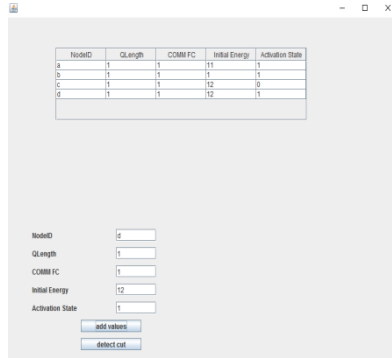 NodeID QLength COMM FC Initial Energy Activation State
a 1 1 11 1
b 1 1 1 1
c 1 1 12 0
d 1 1 12 1
NodeID d
QLength 1
COMM FC 1
Initial Energy 12
Activation State 1
add values
detect cut